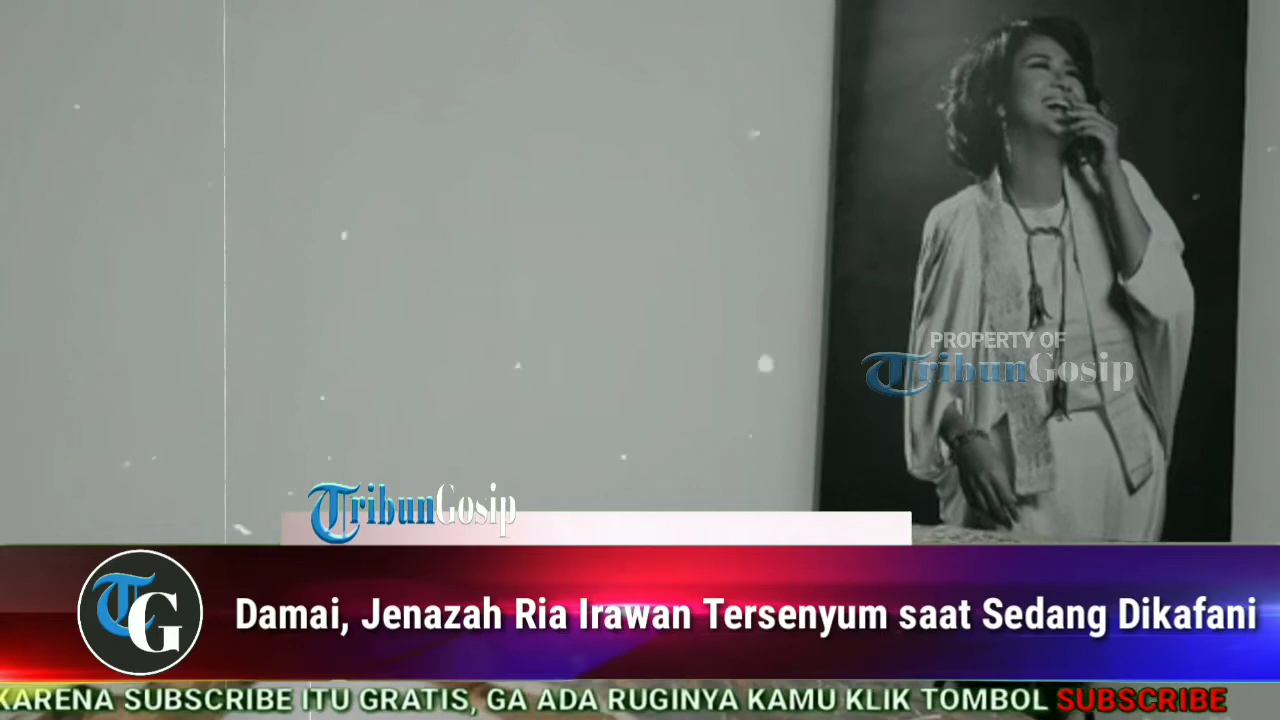 PROPERTY OF
TribunGosip
TribunGosip
TG
Damai, Jenazah Ria Irawan Tersenyum saat Sedang Dikafani
KARENA SUBSCRIBE ITU GRATIS, GA ADA RUGINYA KAMU KLIK TOMBOL SUBSCRIBE